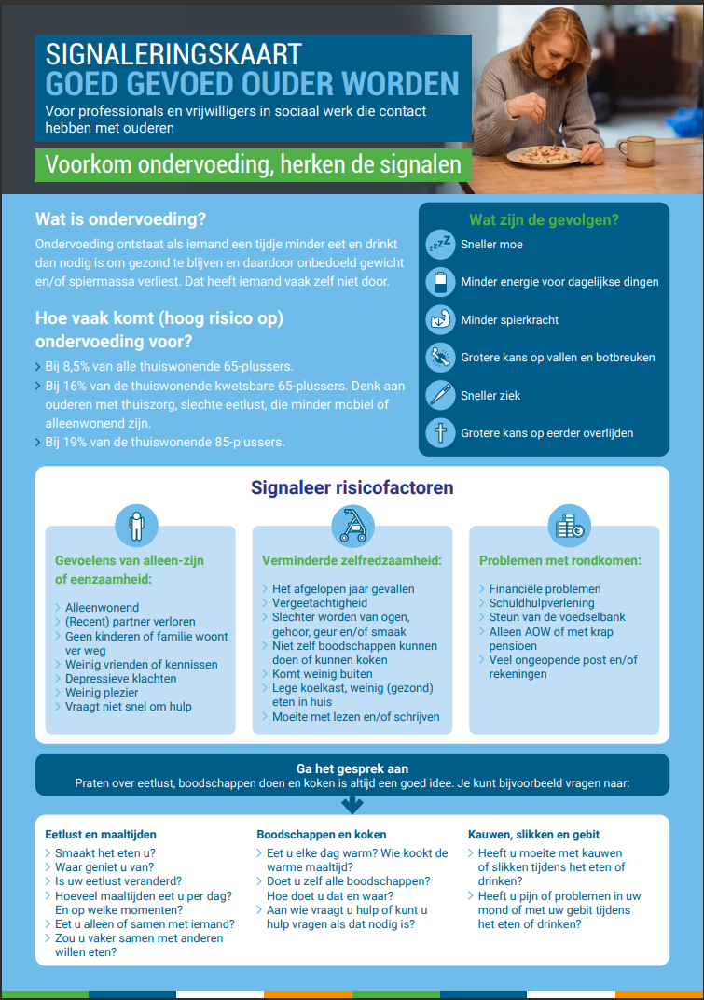 SIGNALERINGSKAART
GOED GEVOED OUDER WORDEN
Voor professionals en vrijwilligers in sociaal werk die contact
hebben met ouderen
Voorkom ondervoeding, herken de signalen
Wat is ondervoeding?
Ondervoeding ontstaat als iemand een tijdje minder eet en drinkt
dan nodig is om gezond te blijven en daardoor onbedoeld gewicht
en/of spiermassa verliest. Dat heeft iemand vaak zelf niet door.
Hoe vaak komt (hoog risico op)
ondervoeding voor?
Bij 8,5% van alle thuiswonende 65-plussers.
Bij 16% van de thuiswonende kwetsbare 65-plussers. Denk aan
ouderen met thuiszorg, slechte eetlust, die minder mobiel of
alleenwonend zijn.
Bij 19% van de thuiswonende 85-plussers.
Wat zijn de gevolgen?
zzzZZ
Sneller moe
Minder energie voor dagelijkse dingen
Minder spierkracht
Grotere kans op vallen en botbreuken
Sneller ziek
Grotere kans op eerder overlijden
Signaleer risicofactoren
Gevoelens van alleen-zijn
of eenzaamheid:
Alleenwonend
(Recent) partner verloren
Geen kinderen of familie woont
ver weg
Weinig vrienden of kennissen
Depressieve klachten
Weinig plezier
Vraagt niet snel om hulp
Verminderde zelfredzaamheid:
Het afgelopen jaar gevallen
Vergeetachtigheid
Slechter worden van ogen,
gehoor, geur en/of smaak
Niet zelf boodschappen kunnen
doen of kunnen koken
Komt weinig buiten
Lege koelkast, weinig (gezond)
eten in huis
Moeite met lezen en/of schrijven
€
Problemen met rondkomen:
Financiële problemen
Schuldhulpverlening
Steun van de voedselbank
Alleen AOW of met krap
pensioen
Veel ongeopende post en/of
rekeningen
Ga het gesprek aan
Praten over eetlust, boodschappen doen en koken is altijd een goed idee. Je kunt bijvoorbeeld vragen naar:
Eetlust en maaltijden
Smaakt het eten u?
Waar geniet u van?
Is uw eetlust veranderd?
Hoeveel maaltijden eet u per dag?
En op welke momenten?
Eet u alleen of samen met iemand?
Zou u vaker samen met anderen
willen eten?
Boodschappen en koken
Eet u elke dag warm? Wie kookt de
warme maaltijd?
Doet u zelf alle boodschappen?
Hoe doet u dat en waar?
Aan wie vraagt u hulp of kunt u
hulp vragen als dat nodig is?
Kauwen, slikken en gebit
Heeft u moeite met kauwen
of slikken tijdens het eten of
drinken?
Heeft u pijn of problemen in uw
mond of met uw gebit tijdens
het eten of drinken?